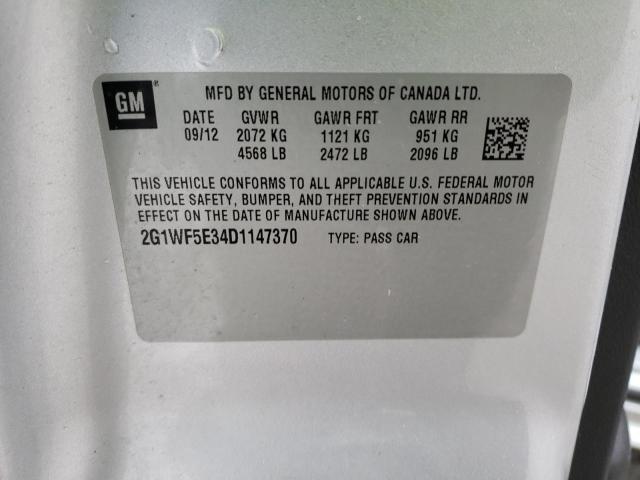 GM ®
MFD BY GENERAL MOTORS OF CANADA LTD.
DATE GVWR GAWR FRT GAWR RR
09/12 2072 KG 1121 KG 951 KG
4568 LB 2472 LB 2096 LB
THIS VEHICLE CONFORMS TO ALL APPLICABLE U.S. FEDERAL MOTOR
VEHICLE SAFETY, BUMPER, AND THEFT PREVENTION STANDARDS IN
EFFECT ON THE DATE OF MANUFACTURE SHOWN ABOVE.
2G1WF5E34D1147370 TYPE: PASS CAR